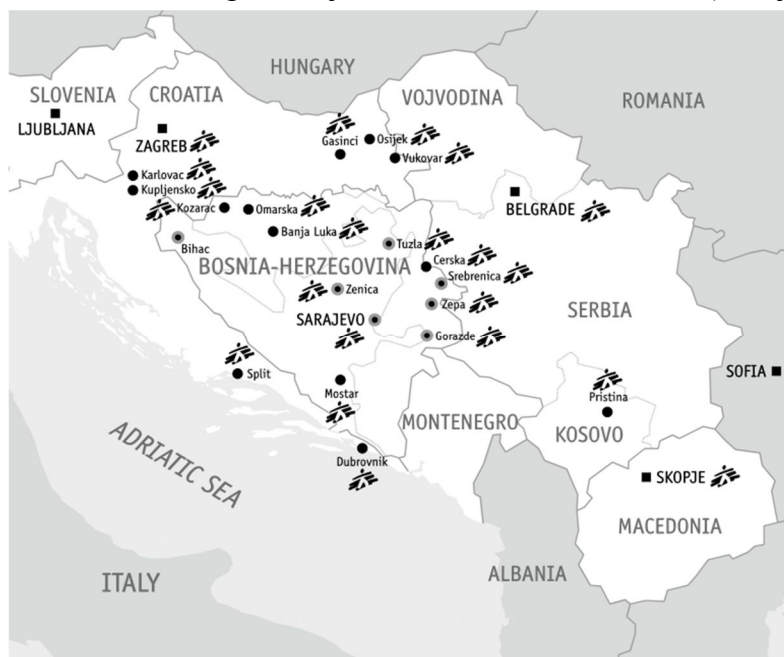 HUNGARY
SLOVENIA
CROATIA
VOJVODINA
ROMANIA
LJUBLJANA
ZAGREB
Gasinci
Osijek
Vukovar
Karlovac
Kupljensko
Kozarac
Omarska
BELGRADE
Banja Luka
Bihac
Tuzla
BOSNIA-HERZEGOVINA
Cerska
Srebrenica
Zenica
Zepa
SERBIA
SARAJEVO
Gorazde
Split
SOFIA
Mostar
Pristina
MONTENEGRO
KOSOVO
ADRIATIC SEA
Dubrovnik
SKOPJE
MACEDONIA
ALBANIA
ITALY